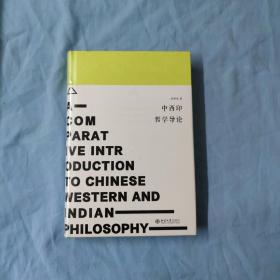 中西印
哲学导论
A
COM
PARAT
IVE INTR
ODUCTION
TO CHINESE
WESTERN AND
INDIAN
PHILOSOPHY